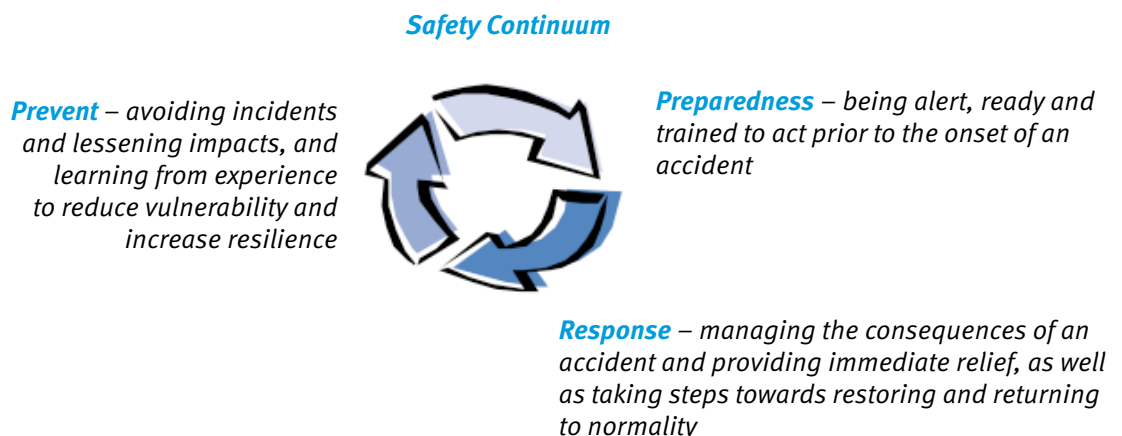 Safety Continuum
Prevent – avoiding incidents
and lessening impacts, and
learning from experience
to reduce vulnerability and
increase resilience
Preparedness – being alert, ready and
trained to act prior to the onset of an
accident
Response – managing the consequences of an
accident and providing immediate relief, as well
as taking steps towards restoring and returning
to normality